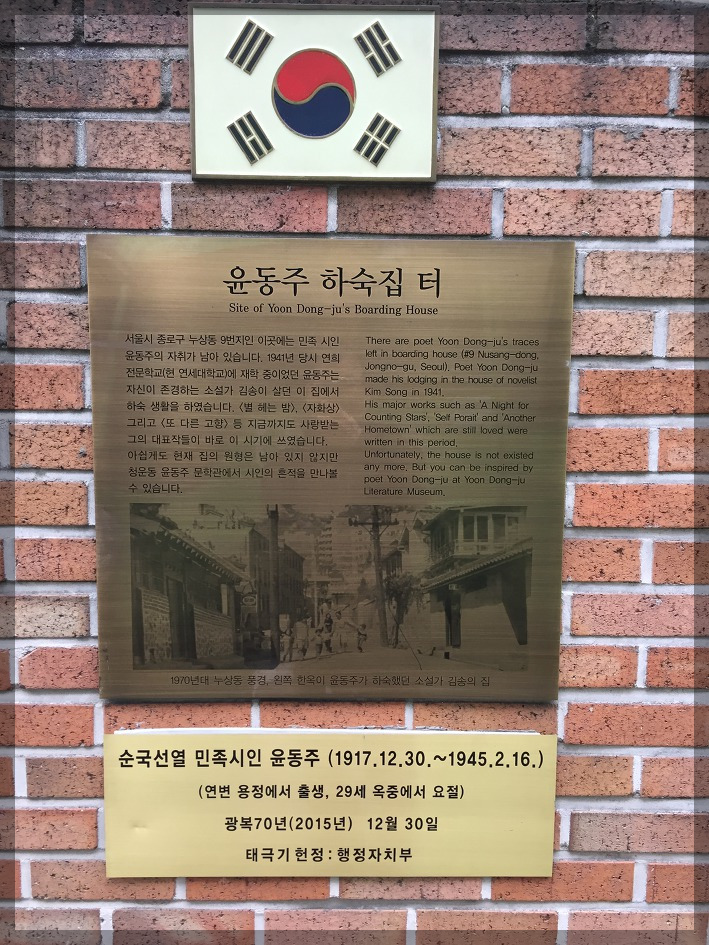 윤동주 하숙집 터
Site of Yoon Dong-ju's Boarding House
서울시 종로구 누상동 9번지인 이곳에는 민족 시인
윤동주의 자취가 남아 있습니다. 1941년 당시 연희
전문학교(현 연세대학교)에 재학 중이었던 윤동주는
자신이 존경하는 소설가 김송이 살던 이 집에서
하숙 생활을 하였습니다. <별 헤는 밤>, <자화상>
그리고 <또 다른 고향> 등 지금까지도 사랑받는
그의 대표작들이 바로 이 시기에 쓰였습니다.
아쉽게도 현재 집의 원형은 남아 있지 않지만
청운동 윤동주 문학관에서 시인의 흔적을 만나볼
수 있습니다.
There are poet Yoon Dong-ju's traces
left in boarding house (#9 Nusang-dong,
Jongno-gu, Seoul). Poet Yoon Dong-ju
made his lodging in the house of novelist
Kim Song in 1941.
His major works such as 'A Night for
Counting Stars', 'Self Porait' and 'Another
Hometown' which are still loved were
written in this period.
Unfortunately, the house is not existed
any more. But you can be inspired by
poet Yoon Dong-ju at Yoon Dong-ju
Literature Museum.
1970년대 누상동 풍경, 왼쪽 한옥이 윤동주가 하숙했던 소설가 김송의 집
순국선열 민족시인 윤동주 (1917.12.30.~1945.2.16.)
(연변 용정에서 출생, 29세 옥중에서 요절)
광복70년(2015년) 12월 30일
태극기 헌정 : 행정자치부